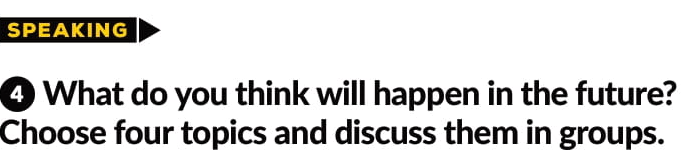 SPEAKING
4 What do you think will happen in the future?
Choose four topics and discuss them in groups.